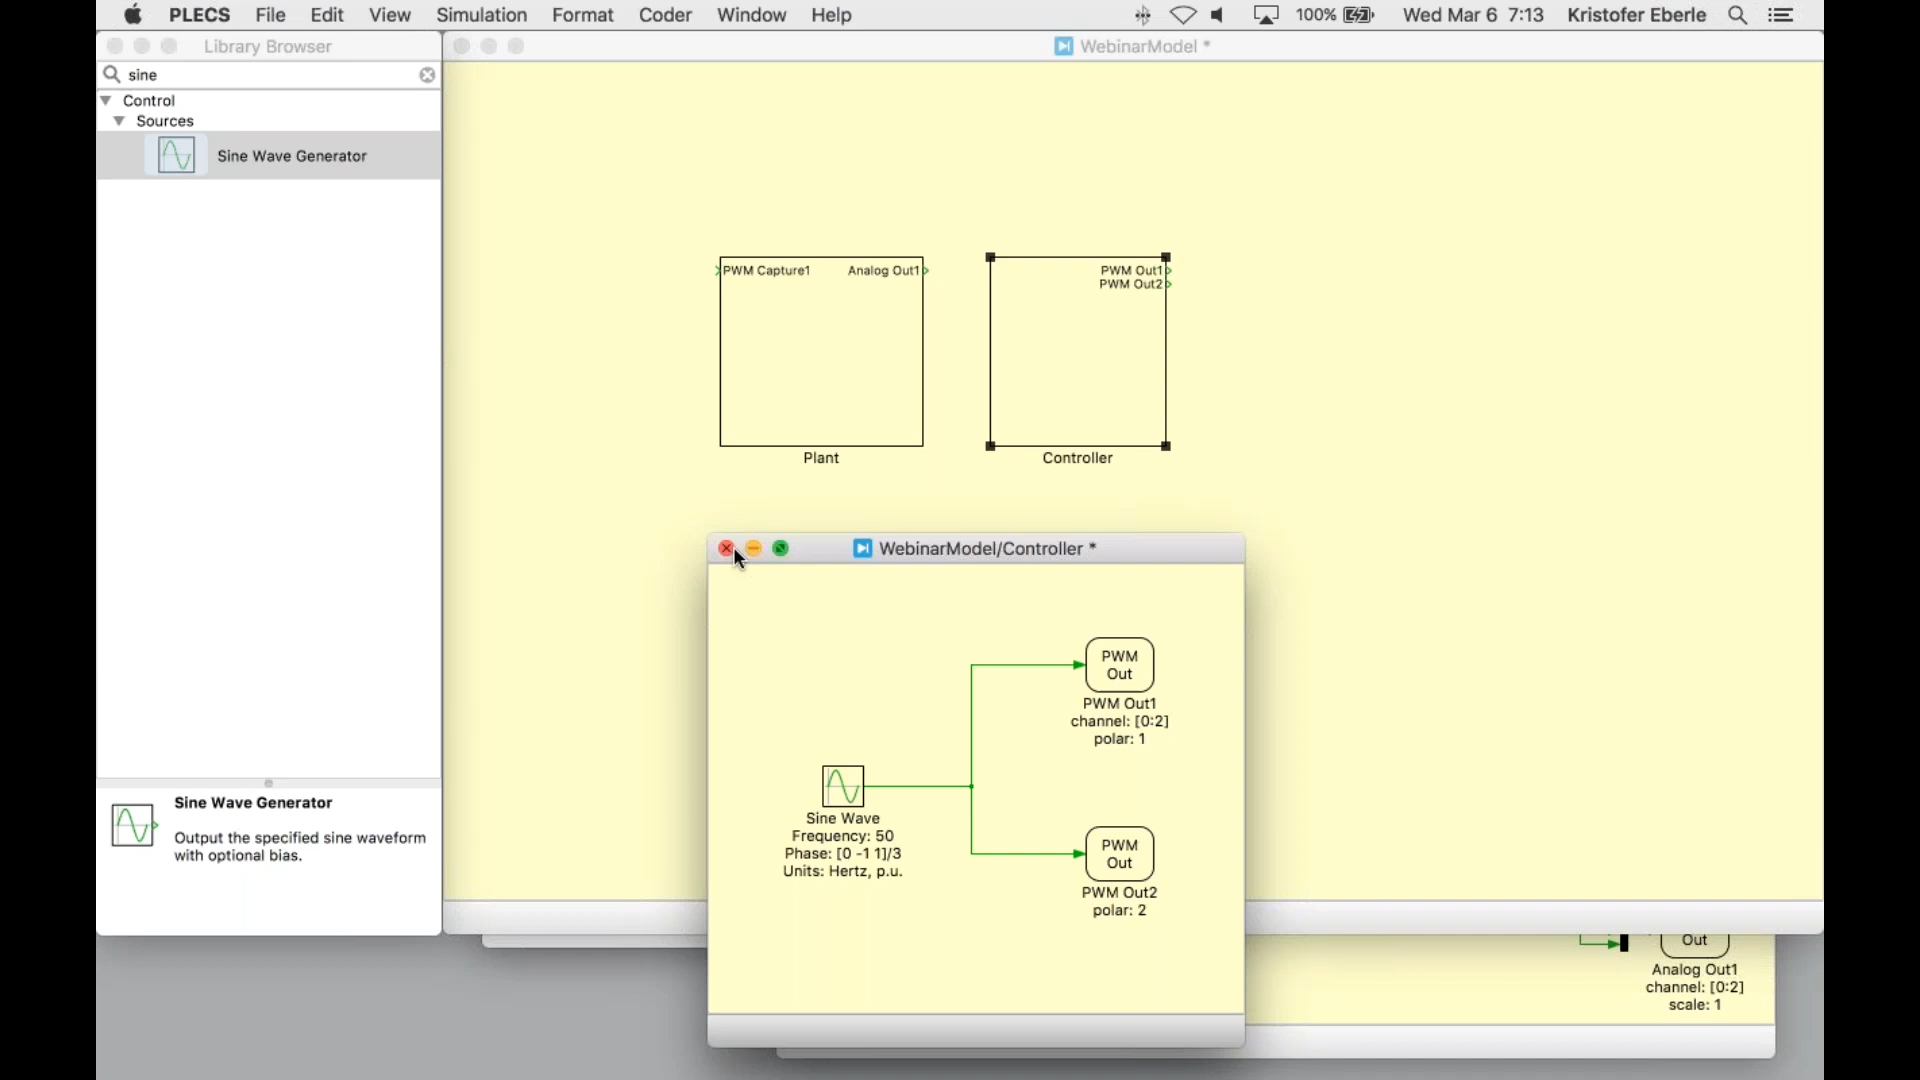 PLECS File Edit View Simulation Format Coder Window Help 100% Wed Mar 6 7:13 Kristofer Eberle
Library Browser
WebinarModel *
sine
Control
Sources
Sine Wave Generator
PWM Capture1 Analog Out1
Plant
PWM Out1
PWM Out2
Controller
WebinarModel/Controller *
PWM
Out
PWM Out1
channel: [0:2]
polar: 1
Sine Wave
Frequency: 50
Phase: [0 -1 1]/3
Units: Hertz, p.u.
PWM
Out
PWM Out2
polar: 2
Sine Wave Generator
Output the specified sine waveform
with optional bias.
Out
Analog Out1
channel: [0:2]
scale: 1